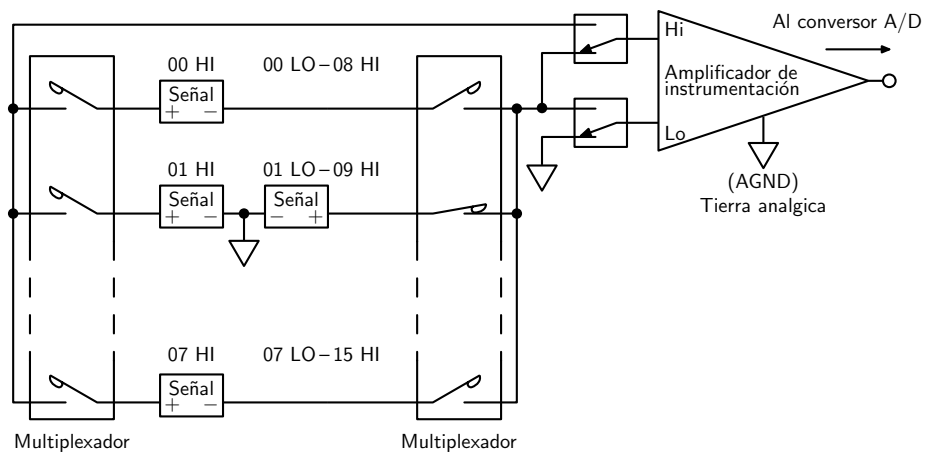 Al conversor A/D
Hi
00 HI
00 LO–08 HI
Amplificador de
instrumentación
Señal
+ −
Lo
01 HI
01 LO–09 HI
(AGND)
Tierra analgica
Señal
+ −
Señal
− +
07 HI
07 LO–15 HI
Señal
+ −
Multiplexador
Multiplexador